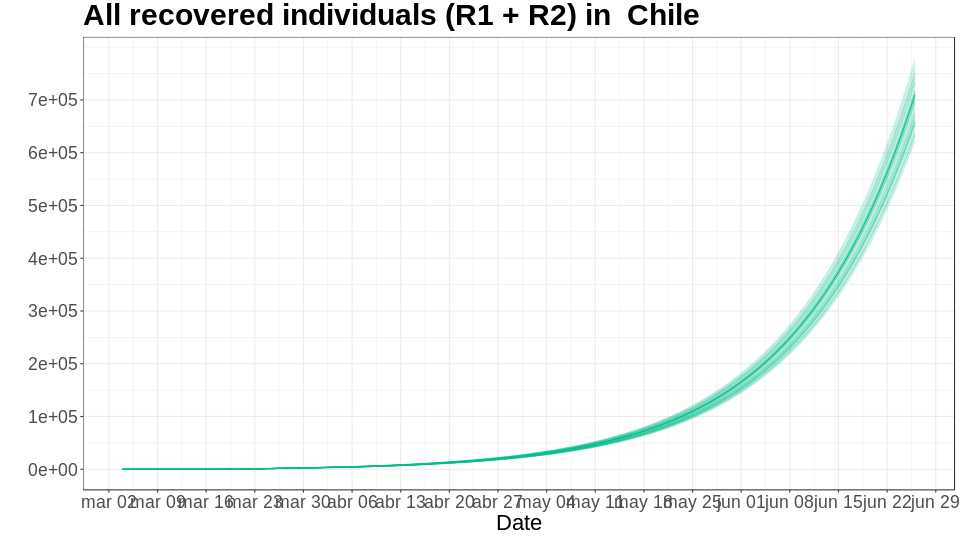 All recovered individuals (R1 + R2) in  Chile
7e+05
6e+05
5e+05
4e+05
3e+05
2e+05
1e+05
0e+00
mar 02 mar 09 mar 16 mar 23 mar 30 abr 06 abr 13 abr 20 abr 27 may 04 may 11 may 18 may 25 jun 01 jun 08 jun 15 jun 22 jun 29
Date